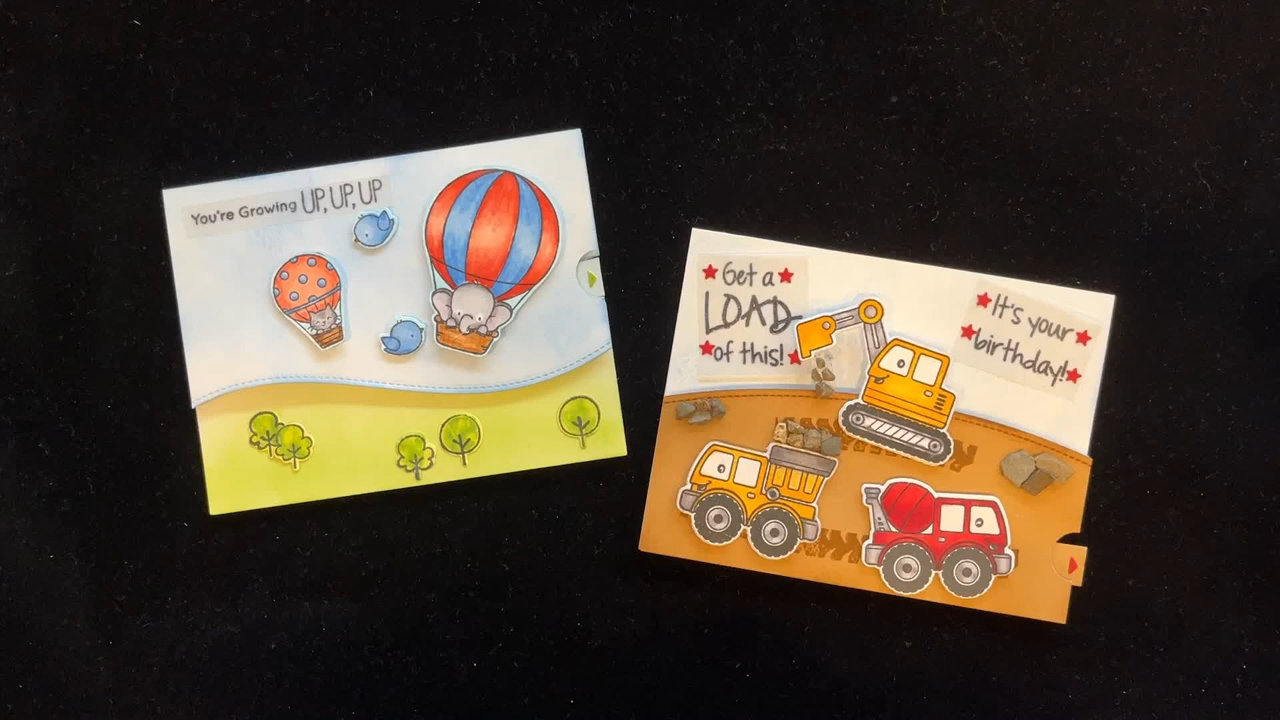 You're Growing UP, UP, UP
Get a
LOAD
of this!
It's your
birthday!